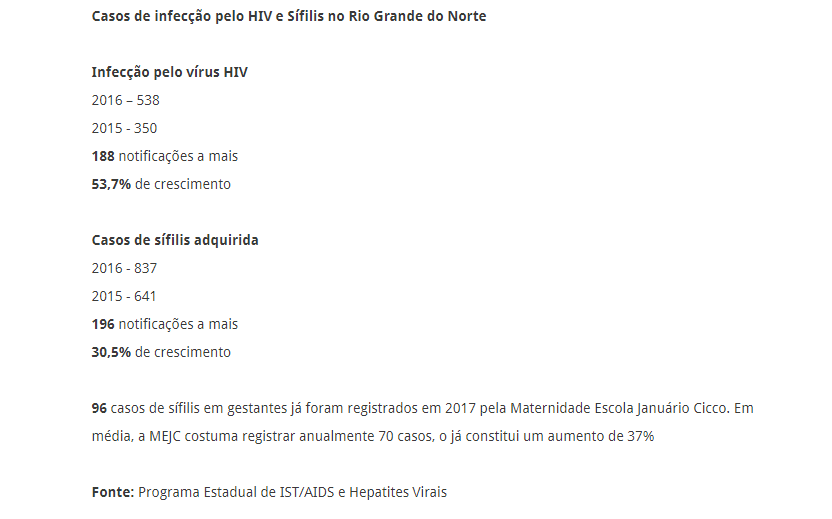 Casos de infecção pelo HIV e Sífilis no Rio Grande do Norte
Infecção pelo vírus HIV
2016 – 538
2015 - 350
188 notificações a mais
53,7% de crescimento
Casos de sífilis adquirida
2016 - 837
2015 - 641
196 notificações a mais
30,5% de crescimento
96 casos de sífilis em gestantes já foram registrados em 2017 pela Maternidade Escola Januário Cicco. Em
média, a MEJC costuma registrar anualmente 70 casos, o já constitui um aumento de 37%
Fonte: Programa Estadual de IST/AIDS e Hepatites Virais